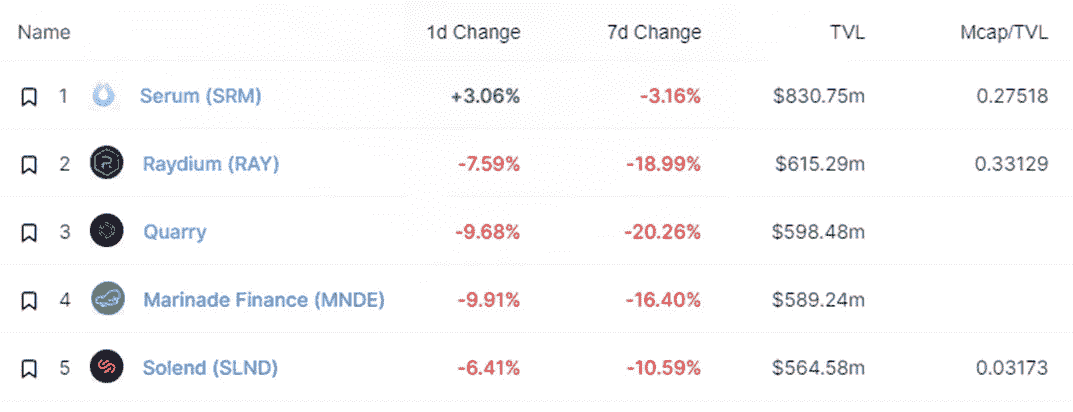 Name 1d Change 7d Change TVL Mcap/TVL
1 Serum (SRM) +3.06% -3.16% $830.75m 0.27518
2 Raydium (RAY) -7.59% -18.99% $615.29m 0.33129
3 Quarry -9.68% -20.26% $598.48m
4 Marinade Finance (MNDE) -9.91% -16.40% $589.24m
5 Solend (SLND) -6.41% -10.59% $564.58m 0.03173